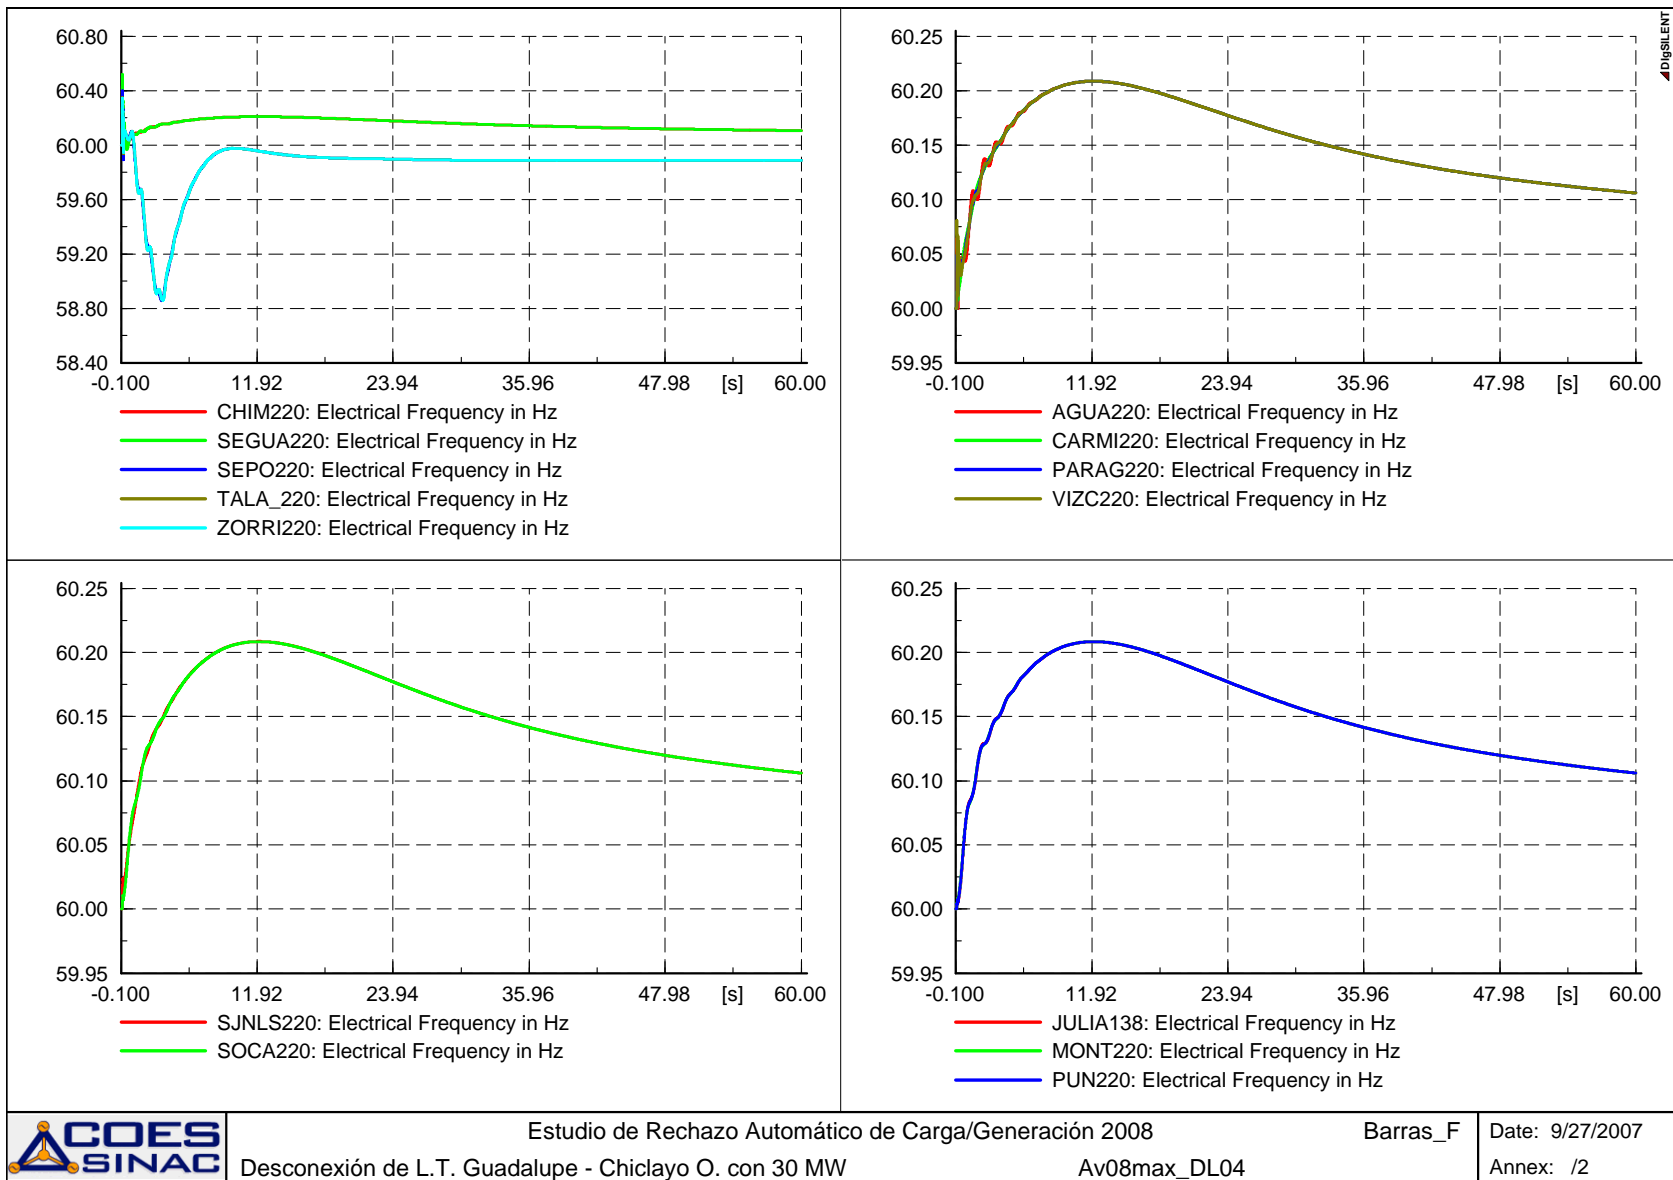 60.80
60.40
60.00
59.60
59.20
58.80
58.40
-0.100
11.92
23.94
35.96
47.98
[s]
60.00
CHIM220: Electrical Frequency in Hz
SEGUA220: Electrical Frequency in Hz
SEPO220: Electrical Frequency in Hz
TALA_220: Electrical Frequency in Hz
ZORRI220: Electrical Frequency in Hz
60.25
60.20
60.15
60.10
60.05
60.00
59.95
-0.100
11.92
23.94
35.96
47.98
[s]
60.00
AGUA220: Electrical Frequency in Hz
CARMI220: Electrical Frequency in Hz
PARAG220: Electrical Frequency in Hz
VIZC220: Electrical Frequency in Hz
DIgSILENT
60.25
60.20
60.15
60.10
60.05
60.00
59.95
-0.100
11.92
23.94
35.96
47.98
[s]
60.00
SJNLS220: Electrical Frequency in Hz
SOCA220: Electrical Frequency in Hz
60.25
60.20
60.15
60.10
60.05
60.00
59.95
-0.100
11.92
23.94
35.96
47.98
[s]
60.00
JULIA138: Electrical Frequency in Hz
MONT220: Electrical Frequency in Hz
PUN220: Electrical Frequency in Hz
COES
SINAC
Estudio de Rechazo Automático de Carga/Generación 2008
Barras_F
Desconexión de L.T. Guadalupe - Chiclayo O. con 30 MW
Av08max_DL04
Date: 9/27/2007
Annex: /2